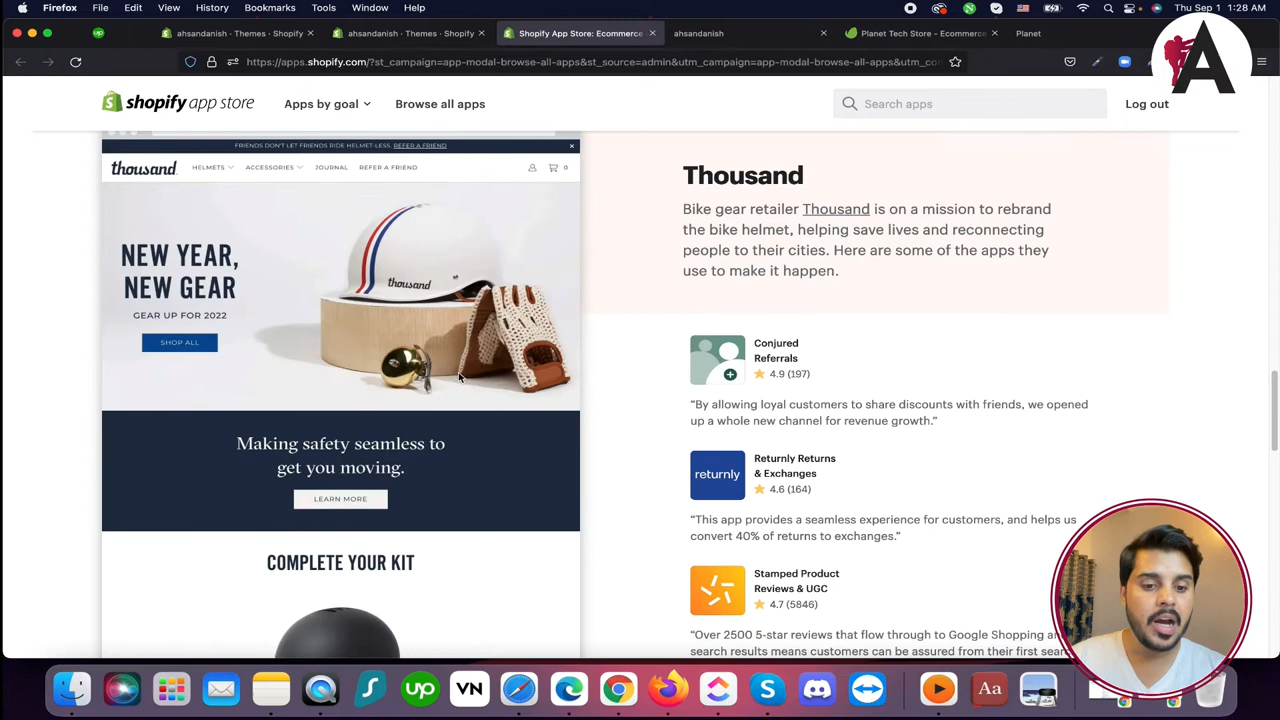 Firefox File Edit View History Bookmarks Tools Window Help
Thu Jan 6 1:28 AM
ahsandanish - Themes - Shopify
ahsandanish - Themes - Shopify
Shopify App Store: Ecommerce
ahsandanish
Planet Tech Store - Ecommerce
Planet
https://apps.shopify.com/?st_campaign=app-modal-browse-all-apps&st_source=admin&utm_campaign=app-modal-browse-all-apps&utm_co
shopify app store
Apps by goal
Browse all apps
Search apps
Log out
FRIENDS DON'T LET FRIENDS RIDE HELMET-LESS. REFER A FRIEND
thousand
HELMETS
ACCESSORIES
JOURNAL
REFER A FRIEND
0
NEW YEAR,
NEW GEAR
GEAR UP FOR 2022
SHOP ALL
thousand
Making safety seamless to
get you moving.
LEARN MORE
COMPLETE YOUR KIT
Thousand
Bike gear retailer Thousand is on a mission to rebrand
the bike helmet, helping save lives and reconnecting
people to their cities. Here are some of the apps they
use to make it happen.
Conjured
Referrals
4.9 (197)
“By allowing loyal customers to share discounts with friends, we opened
up a whole new channel for revenue growth.”
returnly
Returnly Returns
& Exchanges
4.6 (164)
“This app provides a seamless experience for customers, and helps us
convert 40% of returns to exchanges.”
Stamped Product
Reviews & UGC
4.7 (5846)
“Over 2500 5-star reviews that flow through to Google Shopping
search results means customers can be assured from their first
up
VN
Aa
A